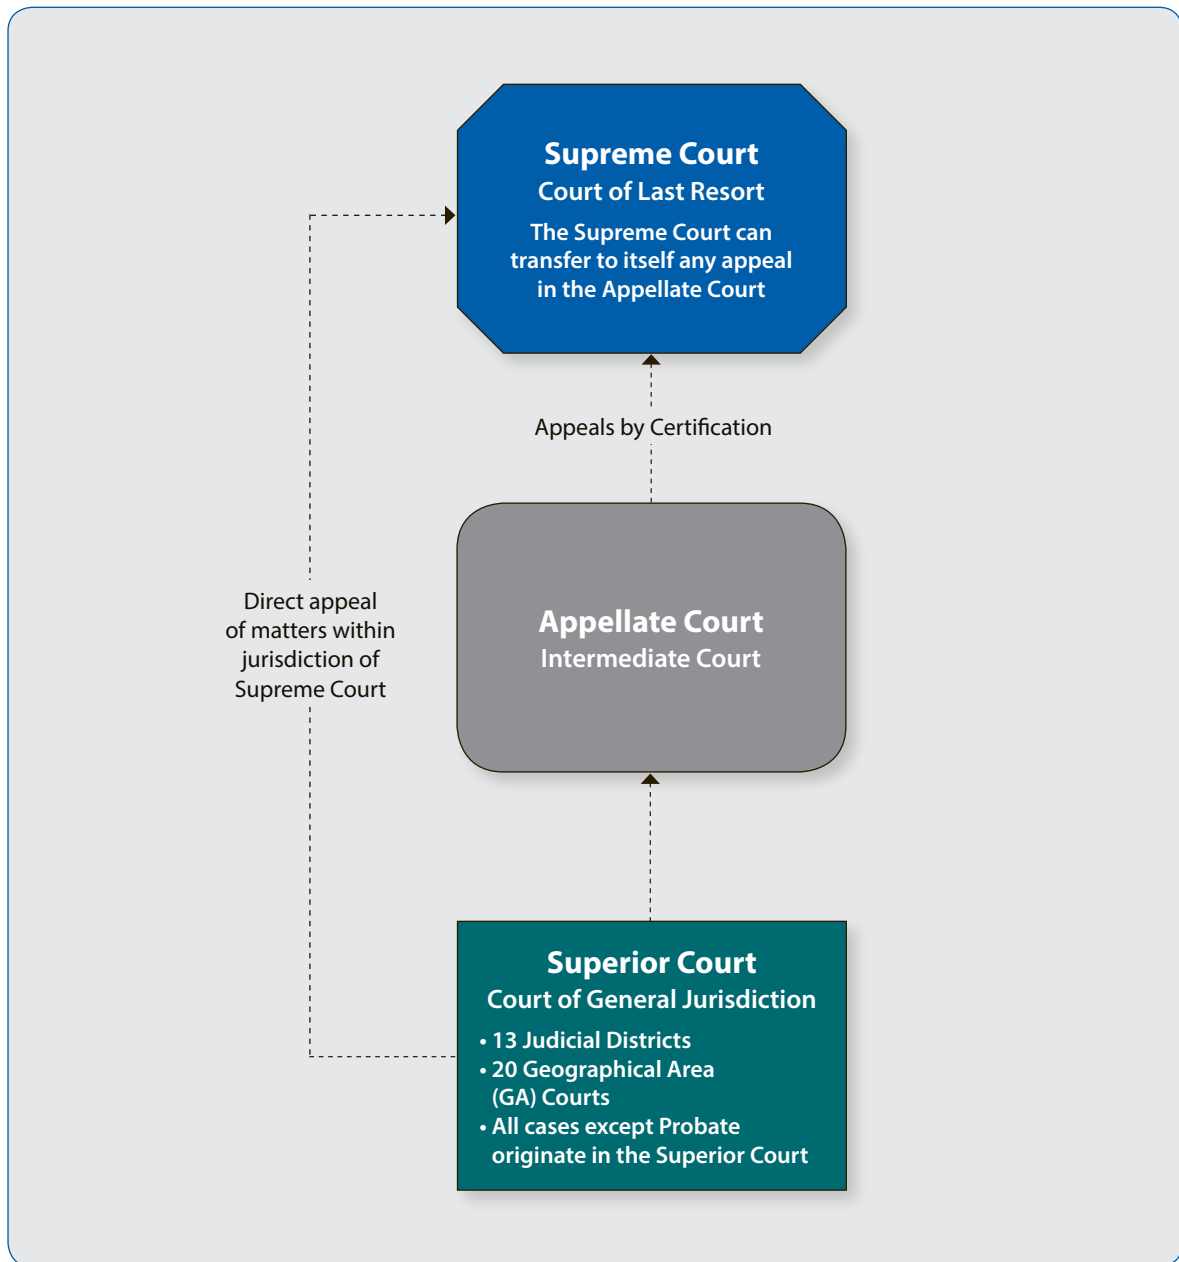 Supreme Court
Court of Last Resort
The Supreme Court can
transfer to itself any appeal
in the Appellate Court
Appeals by Certification
Direct appeal
of matters within
jurisdiction of
Supreme Court
Appellate Court
Intermediate Court
Superior Court
Court of General Jurisdiction
• 13 Judicial Districts
• 20 Geographical Area
(GA) Courts
• All cases except Probate
originate in the Superior Court